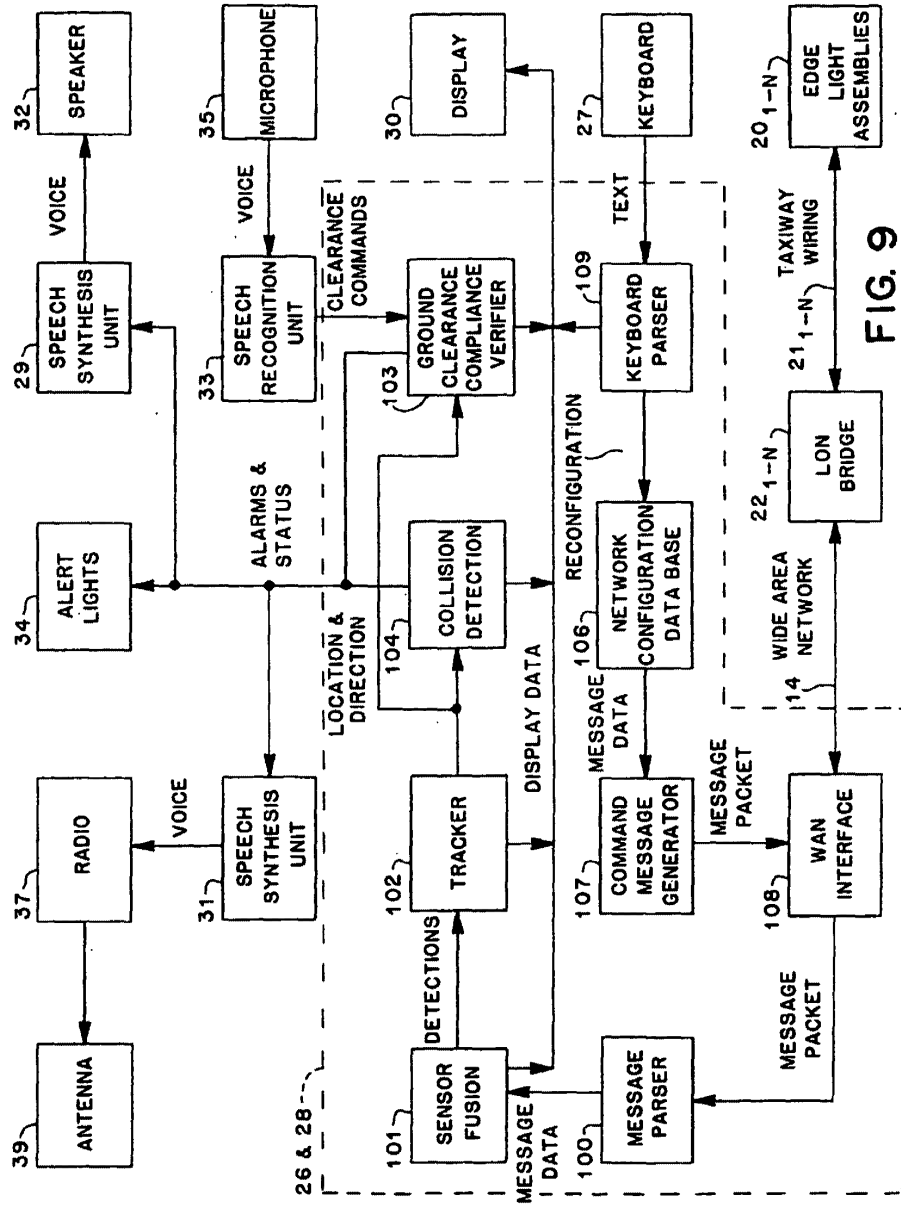 39
ANTENNA
37
RADIO
VOICE
31
SPEECH
SYNTHESIS
UNIT
34
ALERT
LIGHTS
ALARMS &
STATUS
29
SPEECH
SYNTHESIS
UNIT
VOICE
32
SPEAKER
33
SPEECH
RECOGNITION
UNIT
VOICE
35
MICROPHONE
CLEARANCE
COMMANDS
26 & 28
LOCATION &
DIRECTION
101
SENSOR
FUSION
DETECTIONS
102
TRACKER
104
COLLISION
DETECTION
103
GROUND
CLEARANCE
COMPLIANCE
VERIFIER
30
DISPLAY
DISPLAY DATA
MESSAGE
DATA
100
MESSAGE
PARSER
107
COMMAND
MESSAGE
GENERATOR
MESSAGE
DATA
106
NETWORK
CONFIGURATION
DATA BASE
RECONFIGURATION
109
KEYBOARD
PARSER
TEXT
27
KEYBOARD
MESSAGE
PACKET
MESSAGE
PACKET
108
WAN
INTERFACE
14
WIDE AREA
NETWORK
22 1-N
LON
BRIDGE
21 1-N
TAXIWAY
WIRING
20 1-N
EDGE
LIGHT
ASSEMBLIES
FIG. 9